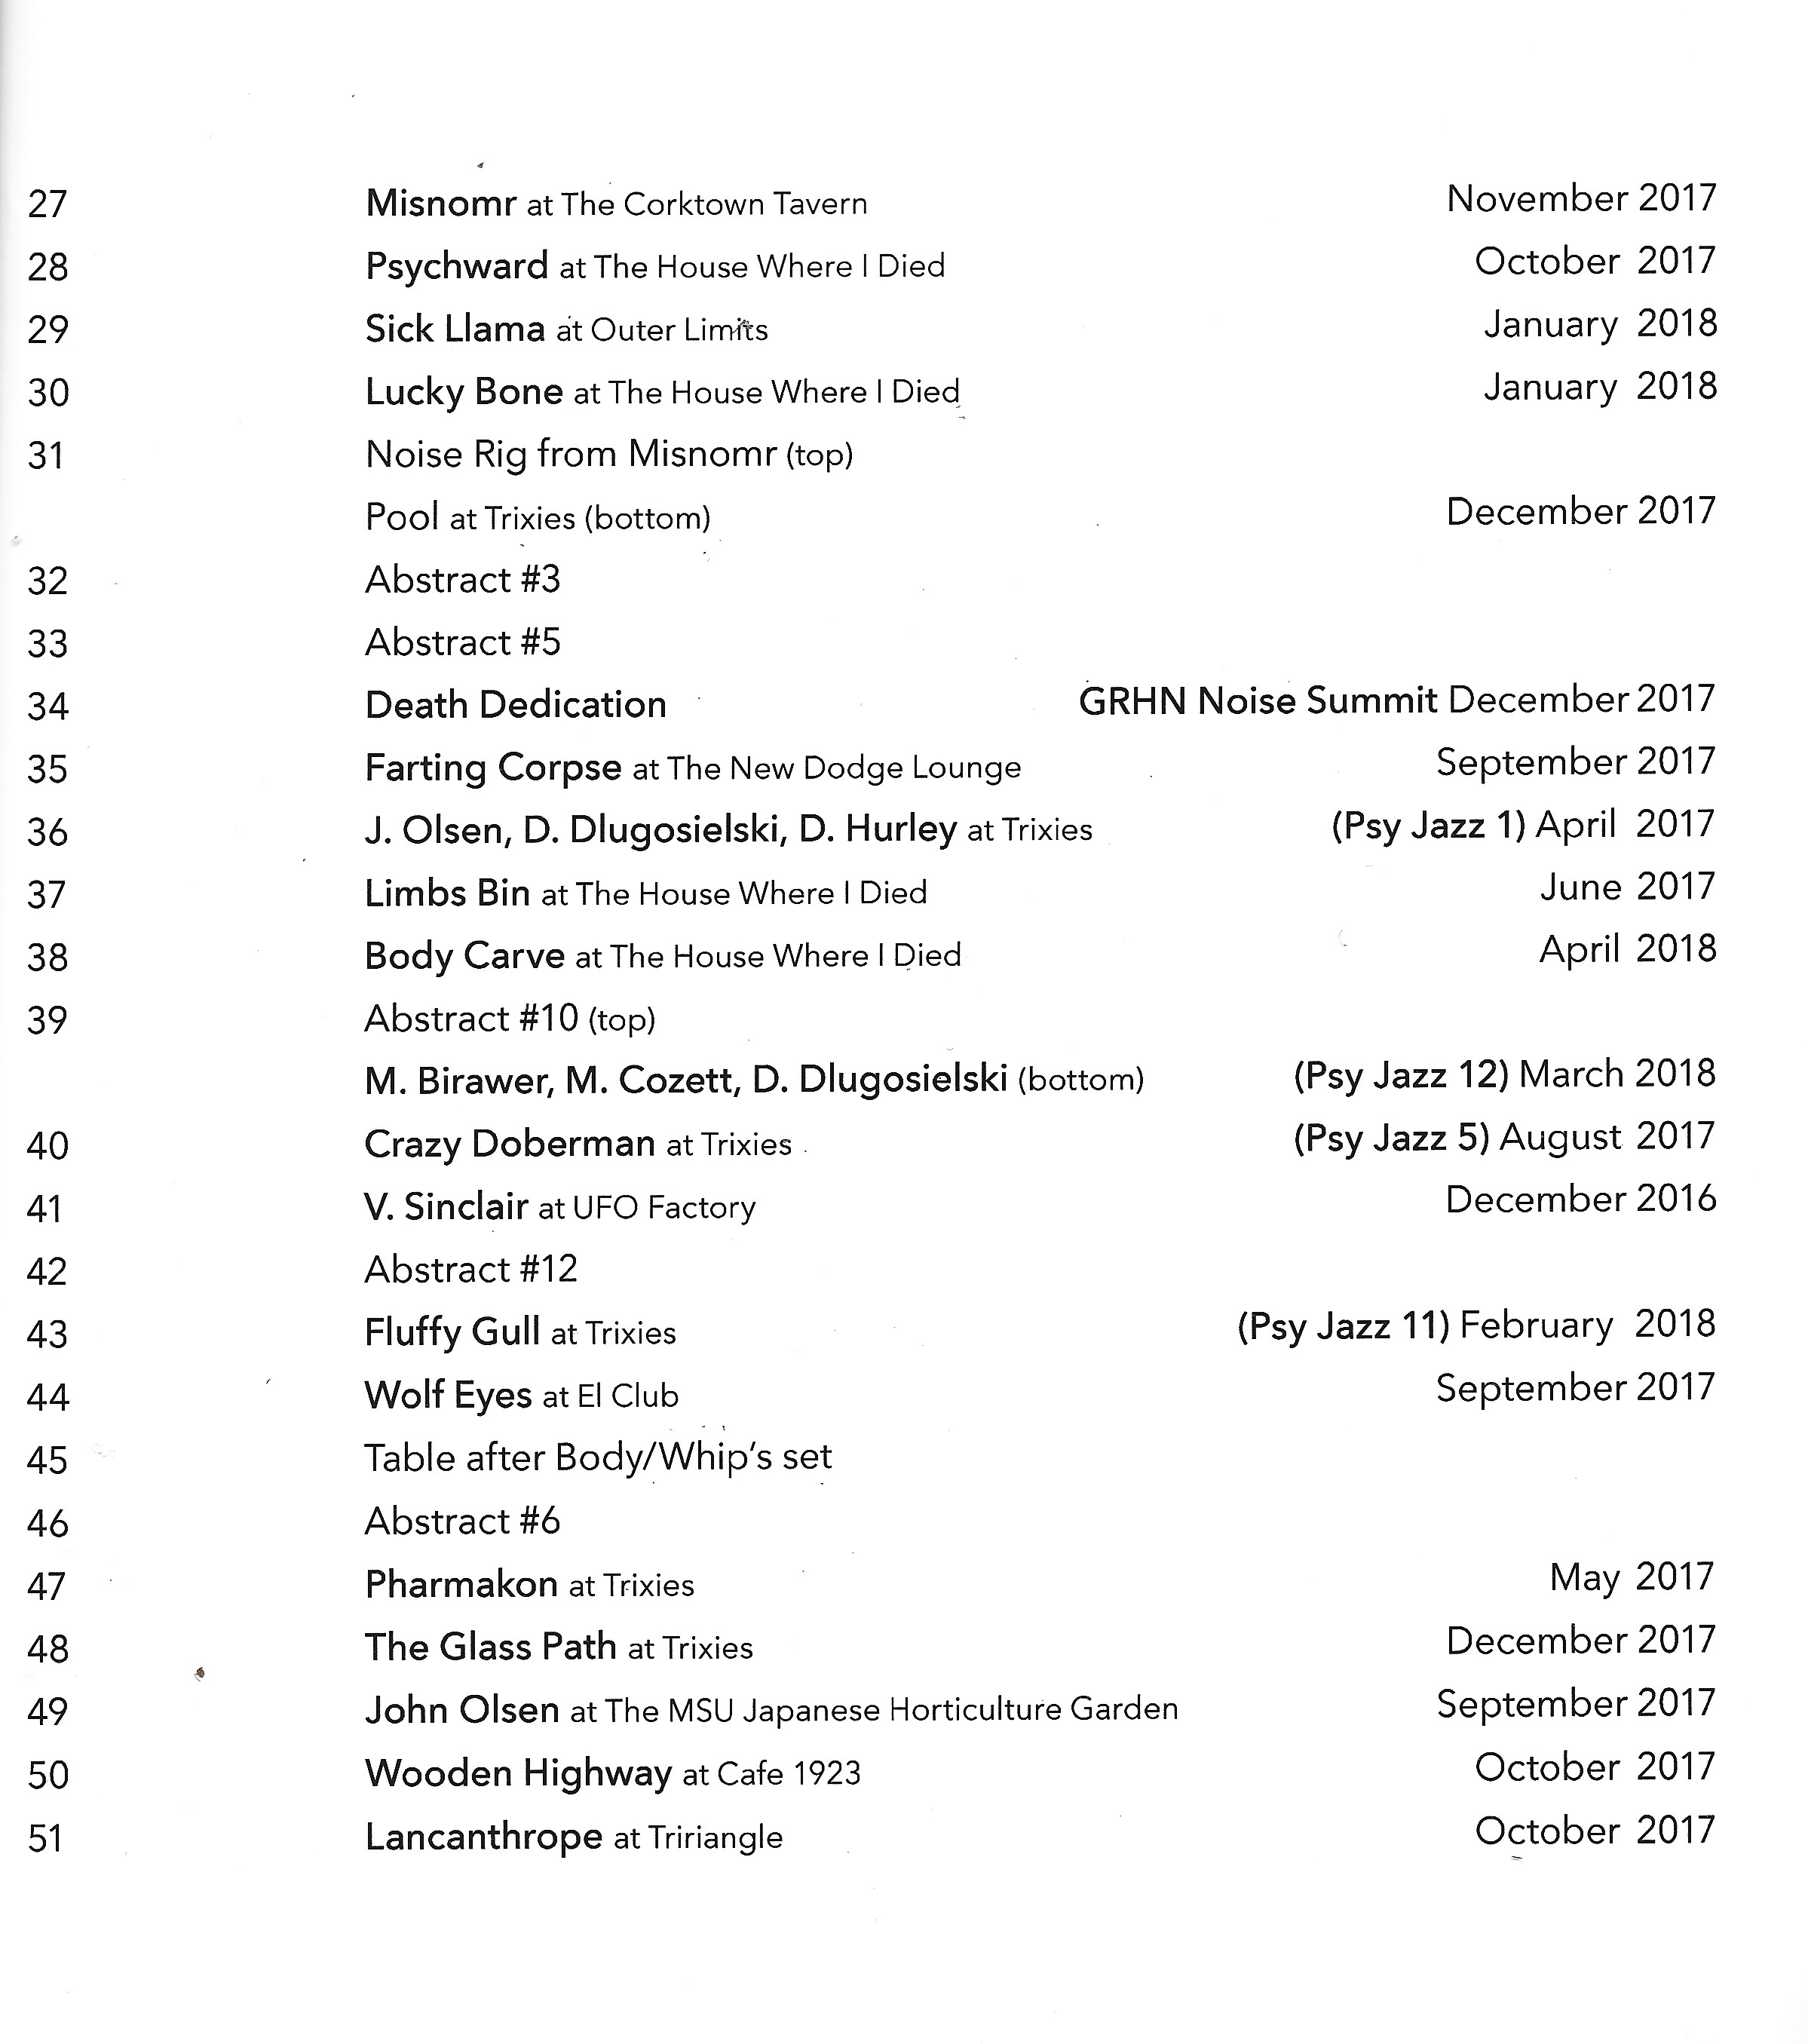 27 Misnomr at The Corktown Tavern November 2017
28 Psychward at The House Where I Died October 2017
29 Sick Llama at Outer Limits January 2018
30 Lucky Bone at The House Where I Died January 2018
31 Noise Rig from Misnomr (top)
Pool at Trixies (bottom) December 2017
32 Abstract #3
33 Abstract #5
34 Death Dedication GRHN Noise Summit December 2017
35 Farting Corpse at The New Dodge Lounge September 2017
36 J. Olsen, D. Dlugosielski, D. Hurley at Trixies (Psy Jazz 1) April 2017
37 Limbs Bin at The House Where I Died June 2017
38 Body Carve at The House Where I Died April 2018
39 Abstract #10 (top)
M. Birawer, M. Cozett, D. Dlugosielski (bottom) (Psy Jazz 12) March 2018
40 Crazy Doberman at Trixies (Psy Jazz 5) August 2017
41 V. Sinclair at UFO Factory December 2016
42 Abstract #12
43 Fluffy Gull at Trixies (Psy Jazz 11) February 2018
44 Wolf Eyes at El Club September 2017
45 Table after Body/Whip's set
46 Abstract #6
47 Pharmakon at Trixies May 2017
48 The Glass Path at Trixies December 2017
49 John Olsen at The MSU Japanese Horticulture Garden September 2017
50 Wooden Highway at Cafe 1923 October 2017
51 Lancanthrope at Tririangle October 2017